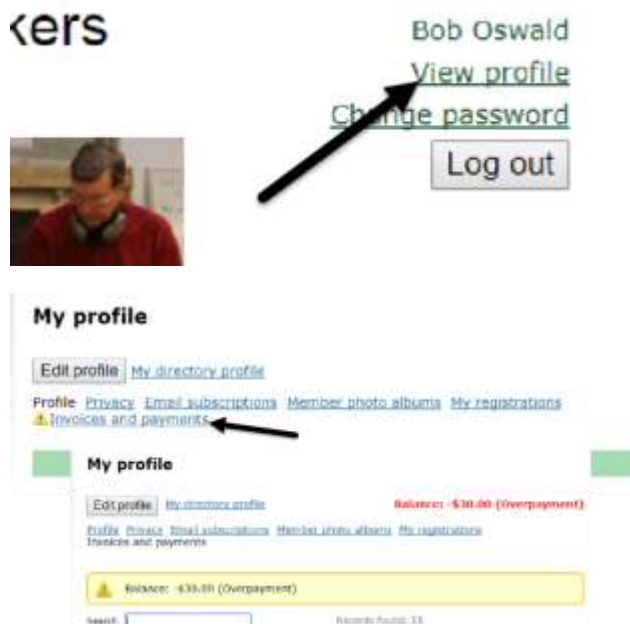 kers
Bob Oswald
View profile
Change password
Log out
My profile
Edit profile My directory profile
Profile Privacy Email subscriptions Member photo albums My registrations
Invoices and payments
My profile
Edit profile My directory profile Balance: -$30.00 (Overpayment)
Profile Privacy Email subscriptions Member photo albums My registrations
Invoices and payments
Balance: -$30.00 (Overpayment)
Search: Records found: